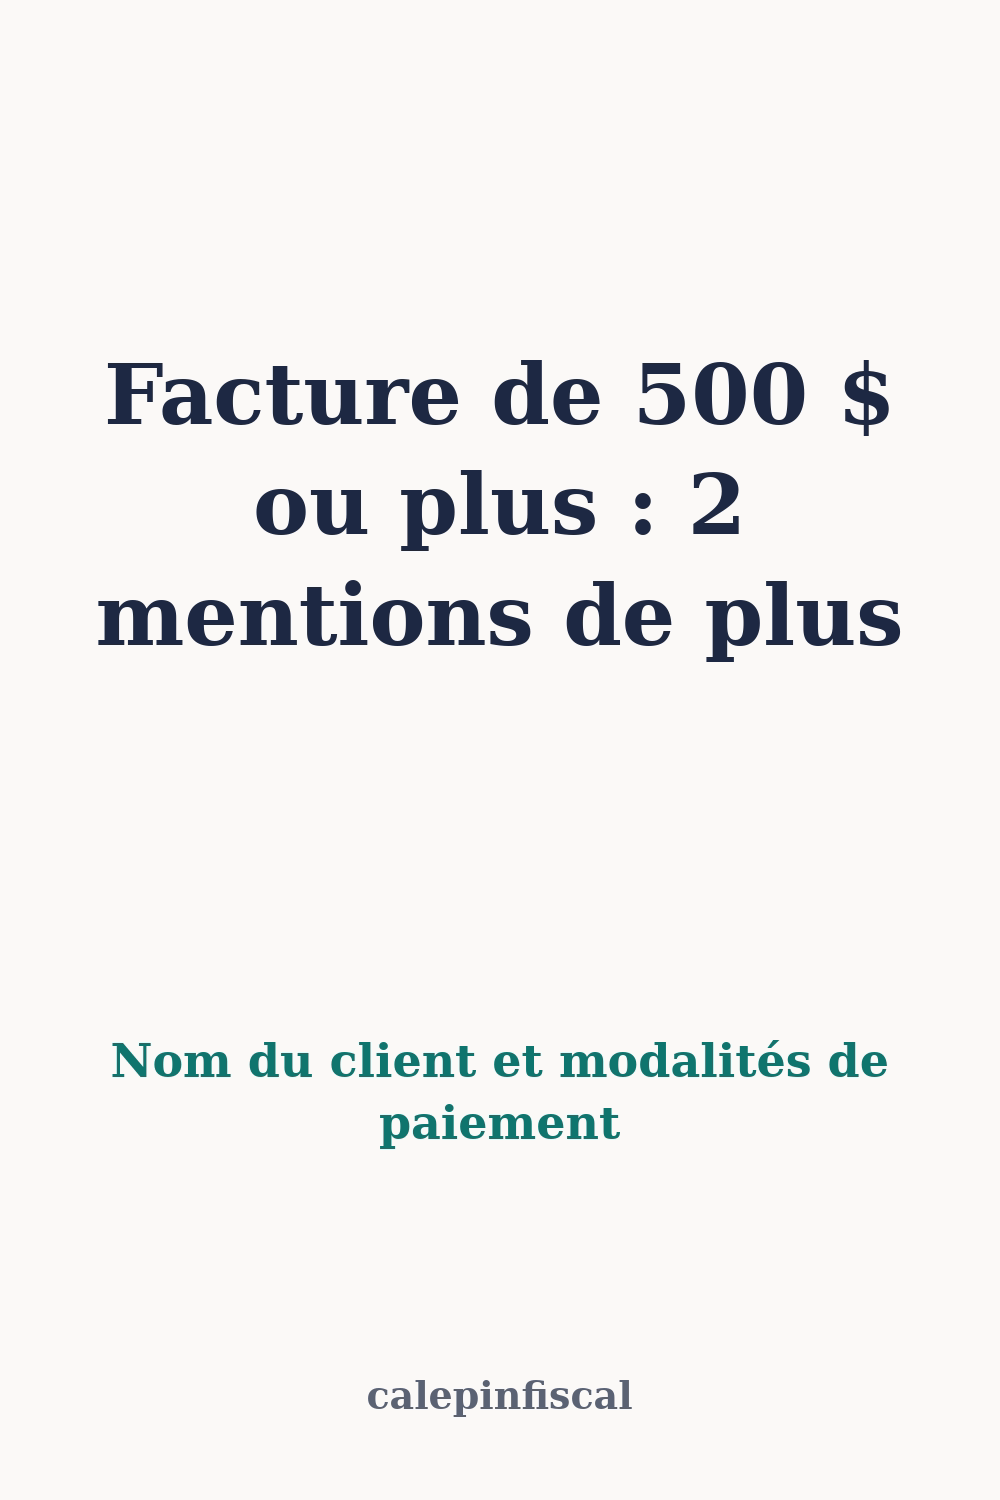 Facture de 500 $
ou plus : 2
mentions de plus
Nom du client et modalités de
paiement
calepinfiscal